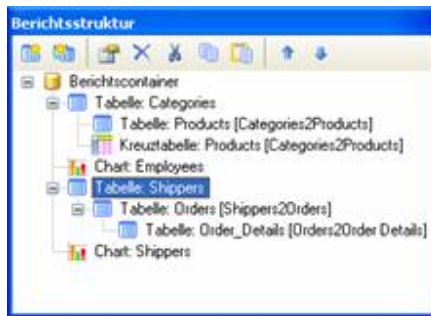 Berichtsstruktur
Berichtscontainer
Tabelle: Categories
Tabelle: Products [Categories2Products]
Kreuztabelle: Products [Categories2Products]
Chart: Employees
Tabelle: Shippers
Tabelle: Orders [Shippers2Orders]
Tabelle: Order_Details [Orders2Order Details]
Chart: Shippers